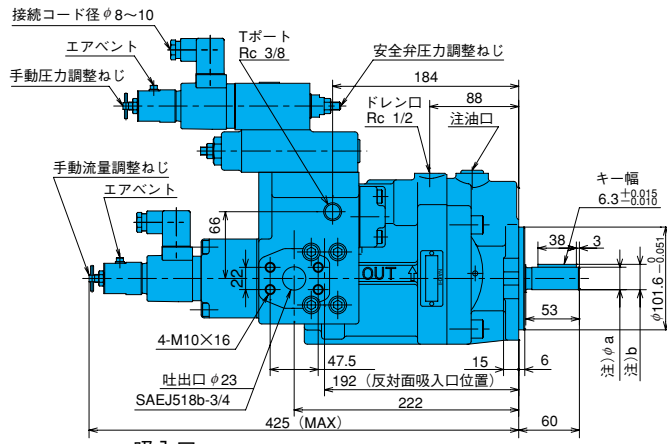 接続コード径φ8〜10
エアベント
手動圧力調整ねじ
Tポート
Rc 3/8
安全弁圧力調整ねじ
184
88
ドレン口
Rc 1/2
注油口
キー幅
6.3 +0.015 -0.010
手動流量調整ねじ
エアベント
66
22
OUT
38
3
φ101.6 0 -0.051
53
注)φa
注)b
4-M10×16
47.5
15
6
吐出口φ23
SAEJ518b-3/4
192(反対面吸入口位置)
222
425(MAX)
60